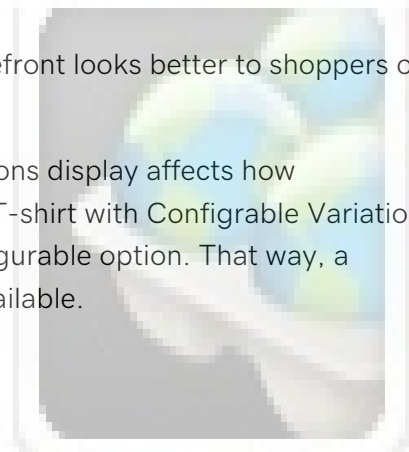 efront looks better to shoppers
ons display affects how
T-shirt with Configrable Variatio
gurable option. That way, a
ailable.